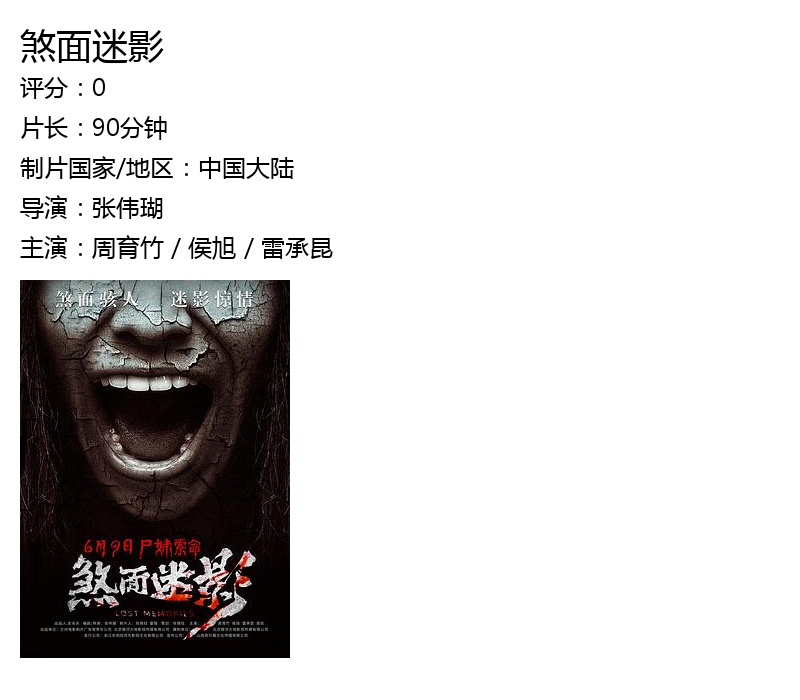 煞面迷影
评分：0
片长：90分钟
制片国家/地区：中国大陆
导演：张伟瑚
主演：周育竹 / 侯旭 / 雷承昆
煞面骇人 迷影惊情
6月9日 尸妹索命
煞面迷影
LOST MEMORIES